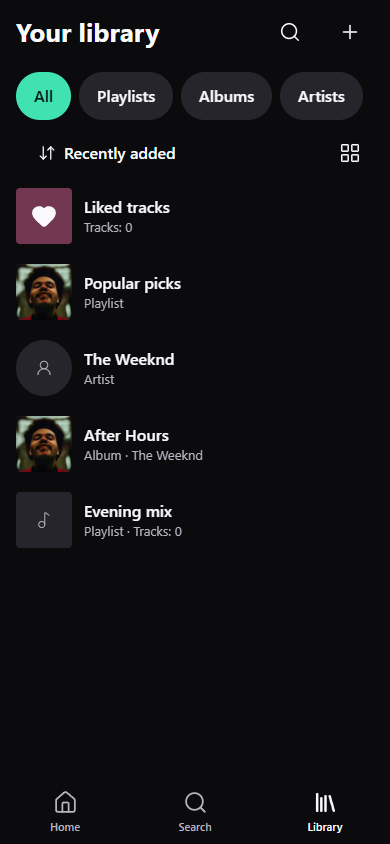 Your library
All Playlists Albums Artists
Recently added
Liked tracks
Tracks: 0
Popular picks
Playlist
The Weeknd
Artist
After Hours
Album · The Weeknd
Evening mix
Playlist · Tracks: 0
Home Search Library